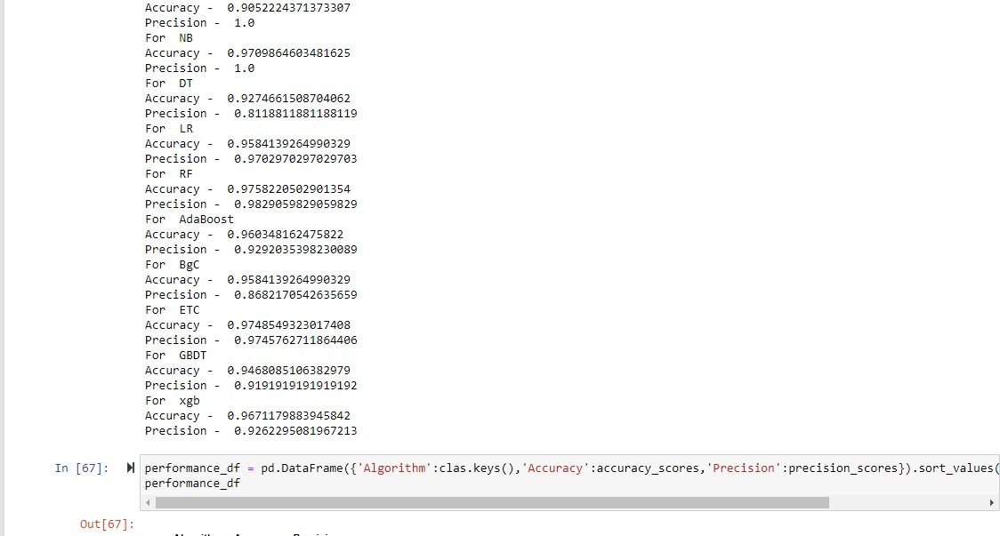 Accuracy -  0.9052224371373307
Precision -  1.0
For  NB
Accuracy -  0.9709864603481625
Precision -  1.0
For  DT
Accuracy -  0.9274661508704062
Precision -  0.8118811881188119
For  LR
Accuracy -  0.9584139264990329
Precision -  0.9702970297029703
For  RF
Accuracy -  0.9758220502901354
Precision -  0.9829059829059829
For  AdaBoost
Accuracy -  0.960348162475822
Precision -  0.9292035398230089
For  BgC
Accuracy -  0.9584139264990329
Precision -  0.8682170542635659
For  ETC
Accuracy -  0.9748549323017408
Precision -  0.9745762711864406
For  GBDT
Accuracy -  0.9468085106382979
Precision -  0.9191919191919192
For  xgb
Accuracy -  0.9671179883945842
Precision -  0.9262295081967213
In [67]: performance_df = pd.DataFrame({'Algorithm':clas.keys(),'Accuracy':accuracy_scores,'Precision':precision_scores}).sort_values(
performance_df
Out[67]: